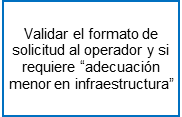 Validar el formato de
solicitud al operador y si
requiere “adecuación
menor en infraestructura”